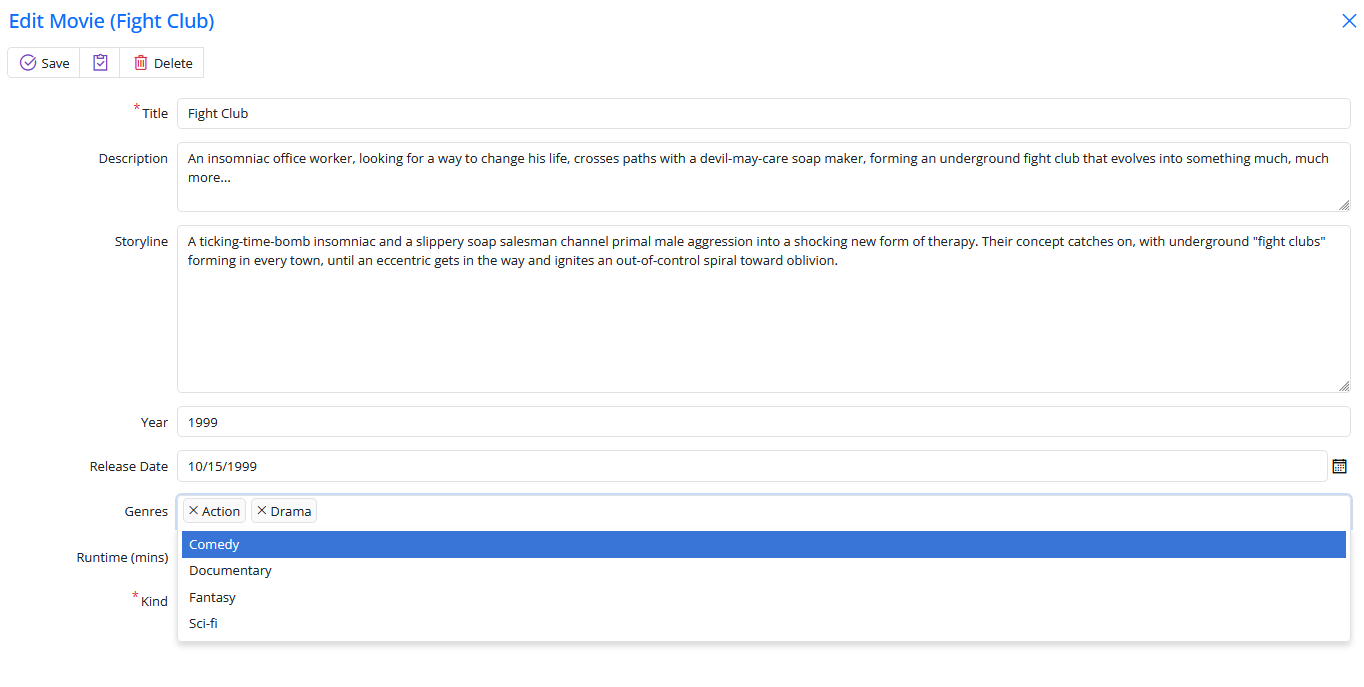 Edit Movie (Fight Club)
Save
Delete
* Title
Fight Club
Description
An insomniac office worker, looking for a way to change his life, crosses paths with a devil-may-care soap maker, forming an underground fight club that evolves into something much, much
more...
Storyline
A ticking-time-bomb insomniac and a slippery soap salesman channel primal male aggression into a shocking new form of therapy. Their concept catches on, with underground "fight clubs"
forming in every town, until an eccentric gets in the way and ignites an out-of-control spiral toward oblivion.
Year
1999
Release Date
10/15/1999
Genres
Action
Drama
Comedy
Runtime (mins)
Documentary
Fantasy
* Kind
Sci-fi